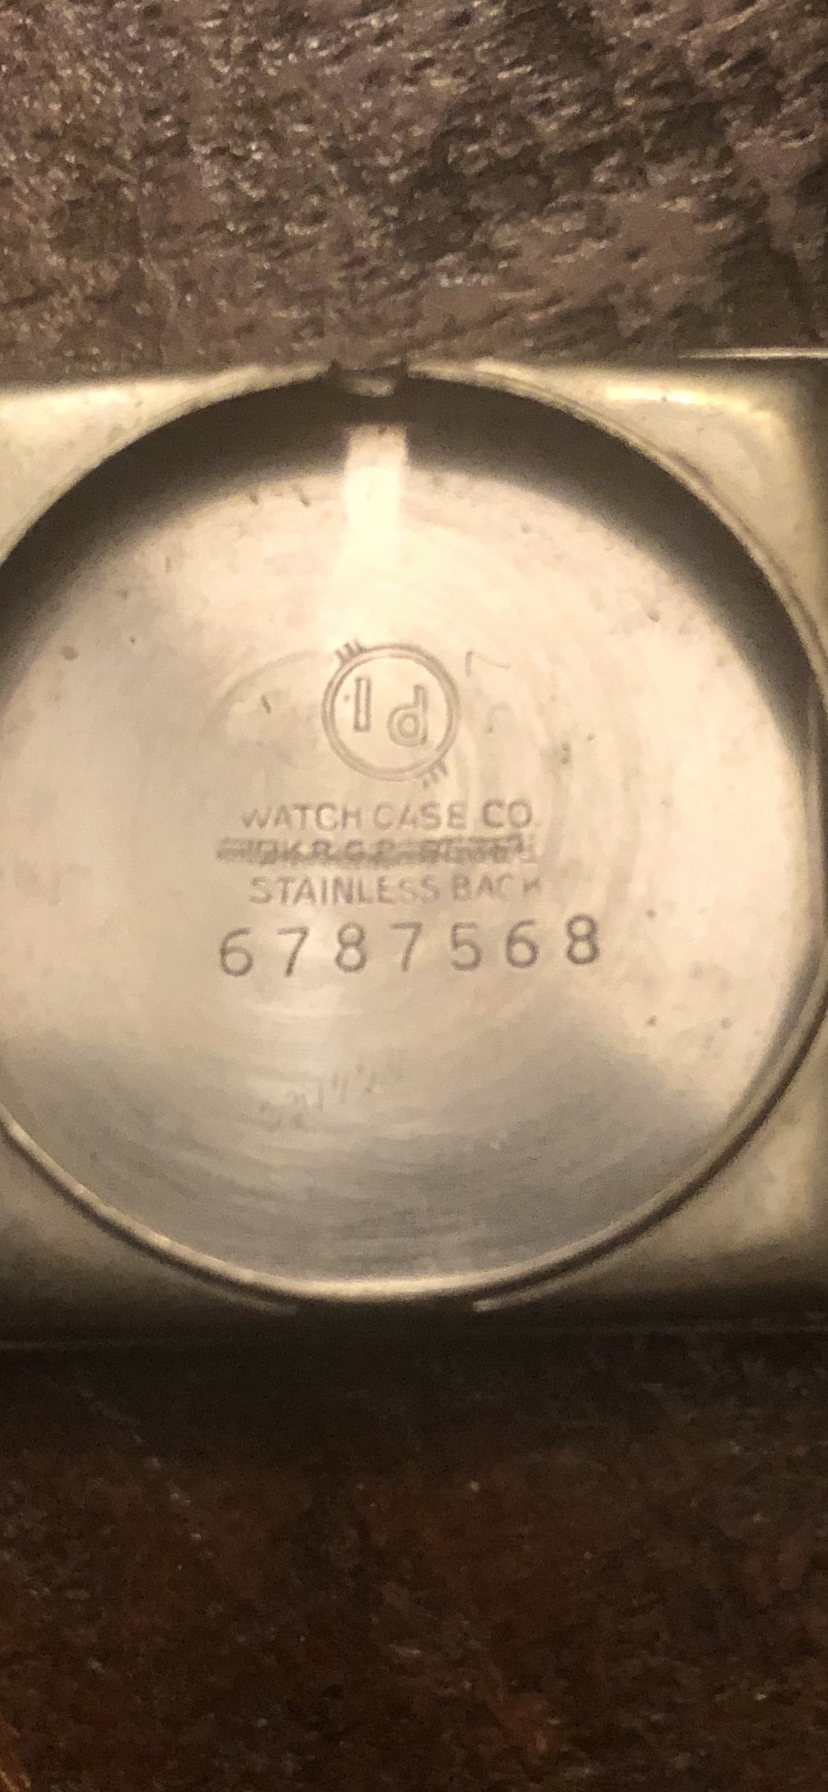 ID
WATCH CASE CO.
STAINLESS BACK
6787568